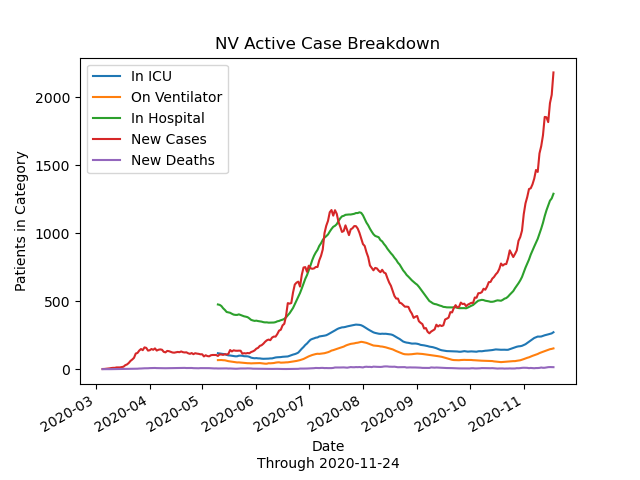 NV Active Case Breakdown
In ICU
On Ventilator
In Hospital
New Cases
New Deaths
Patients in Category
2000
1500
1000
500
0
2020-03
2020-04
2020-05
2020-06
2020-07
2020-08
2020-09
2020-10
2020-11
Date
Through 2020-11-24